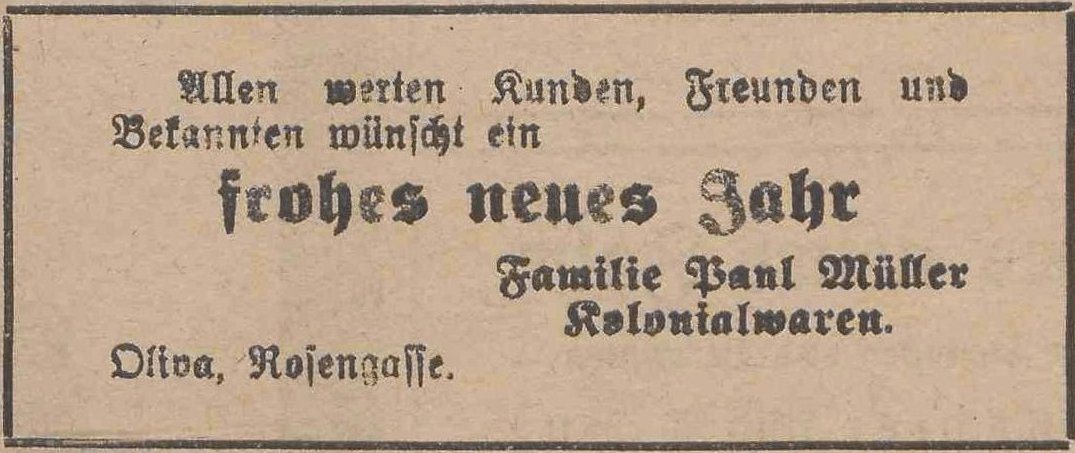 Allen werten Kunden, Freunden und
Bekannten wünscht ein
frohes neues Jahr
Familie Paul Müller
Kolonialwaren.
Oliva, Rosengasse.